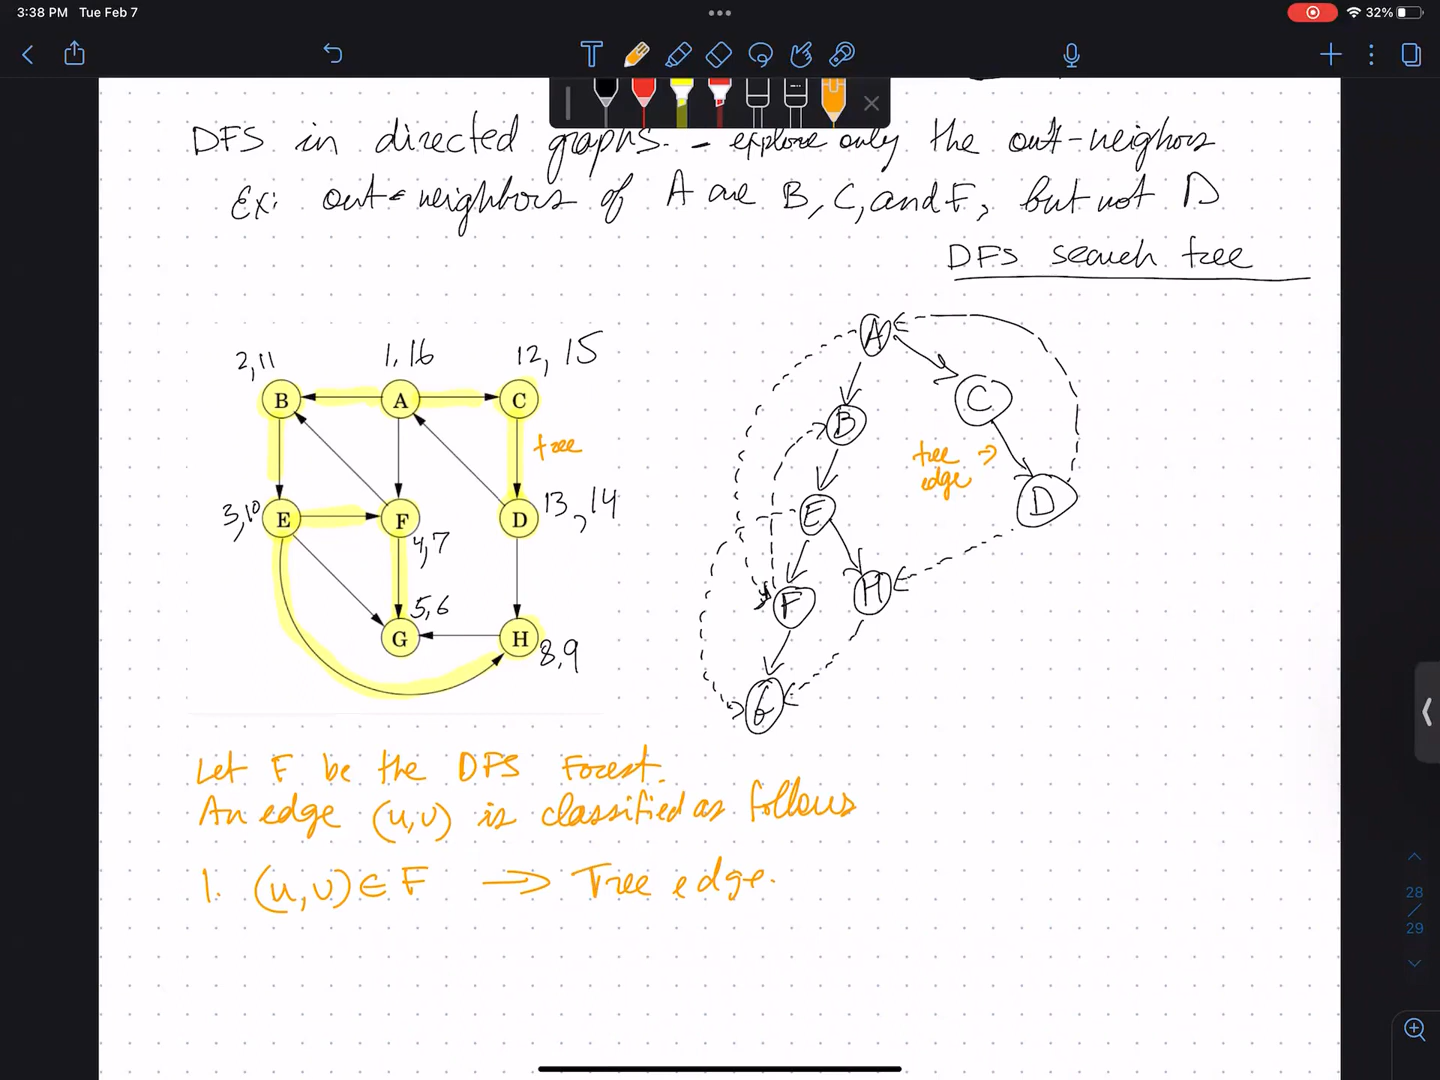 3:38 PM Tue Feb 7
32%
DFS in directed graphs. - explore only the out-neighors
Ex: out-neighbors of A are B, C, and F, but not D
DFS search tree
2,11
1,16
12, 15
B
A
C
tree
3,10
E
F
D
13, 14
4,7
5,6
G
H
8,9
A
C
B
tree edge
D
E
H
F
G
Let F be the DFS Forest.
An edge (u,v) is classified as follows
1. (u,v) ∈ F → Tree edge.
28
/
29